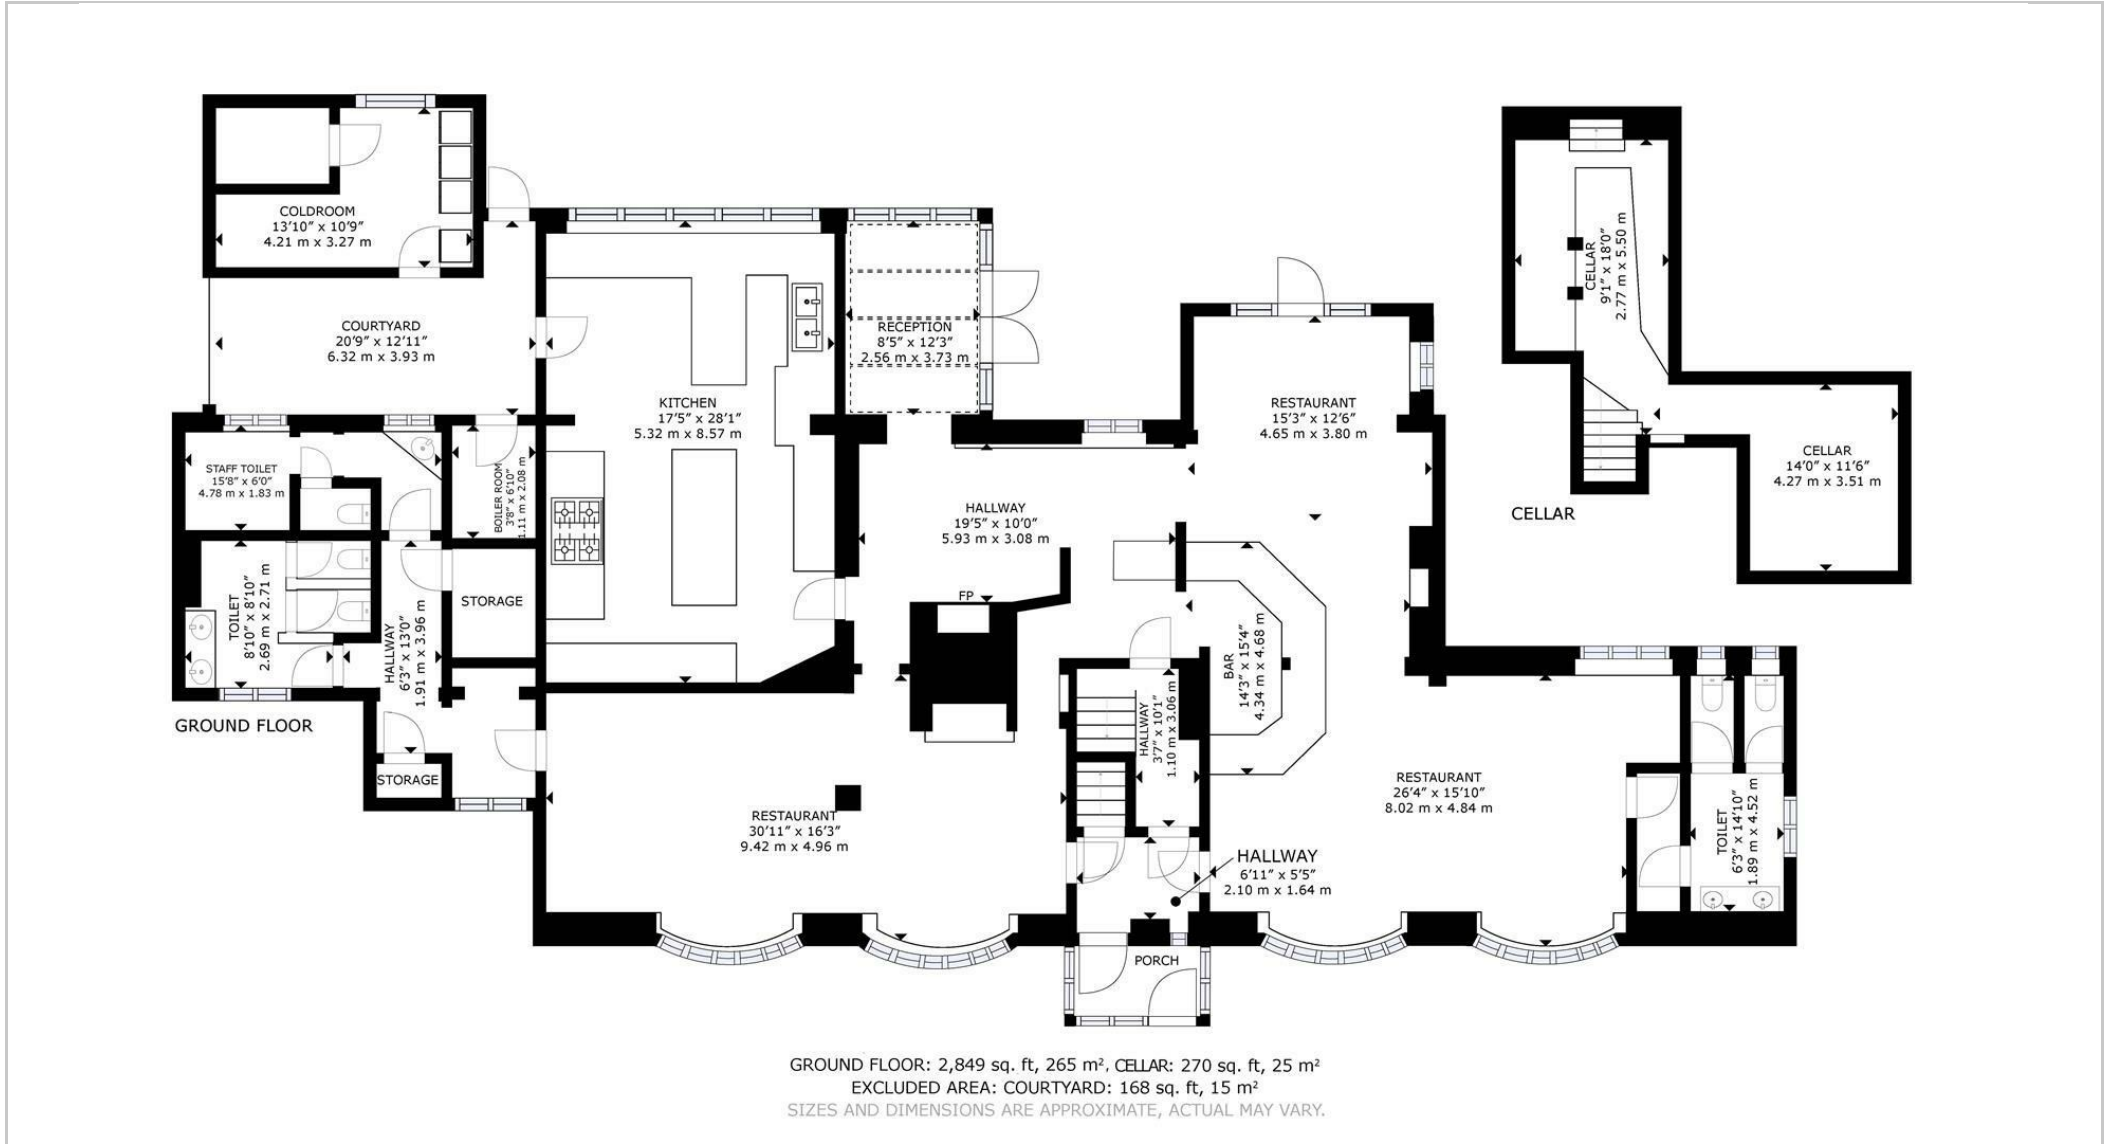 COLDROOM
13'10" x 10'9"
4.21 m x 3.27 m
COURTYARD
20'9" x 12'11"
6.32 m x 3.93 m
KITCHEN
17'5" x 28'1"
5.32 m x 8.57 m
RECEPTION
8'5" x 12'3"
2.56 m x 3.73 m
RESTAURANT
15'3" x 12'6"
4.65 m x 3.80 m
CELLAR
9'1" x 18'0"
2.77 m x 5.50 m
CELLAR
14'0" x 11'6"
4.27 m x 3.51 m
CELLAR
STAFF TOILET
15'8" x 6'0"
4.78 m x 1.83 m
BOILER ROOM
3'8" x 6'10"
1.11 m x 2.08 m
HALLWAY
19'5" x 10'0"
5.93 m x 3.08 m
FP
TOILET
8'10" x 8'10"
2.69 m x 2.71 m
HALLWAY
6'3" x 13'0"
1.91 m x 3.96 m
STORAGE
BAR
14'3" x 15'4"
4.34 m x 4.68 m
GROUND FLOOR
STORAGE
HALLWAY
3'7" x 10'1"
1.10 m x 3.06 m
RESTAURANT
30'11" x 16'3"
9.42 m x 4.96 m
RESTAURANT
26'4" x 15'10"
8.02 m x 4.84 m
TOILET
6'3" x 14'10"
1.89 m x 4.52 m
HALLWAY
6'11" x 5'5"
2.10 m x 1.64 m
PORCH
GROUND FLOOR: 2,849 sq. ft, 265 m², CELLAR: 270 sq. ft, 25 m²
EXCLUDED AREA: COURTYARD: 168 sq. ft, 15 m²
SIZES AND DIMENSIONS ARE APPROXIMATE, ACTUAL MAY VARY.